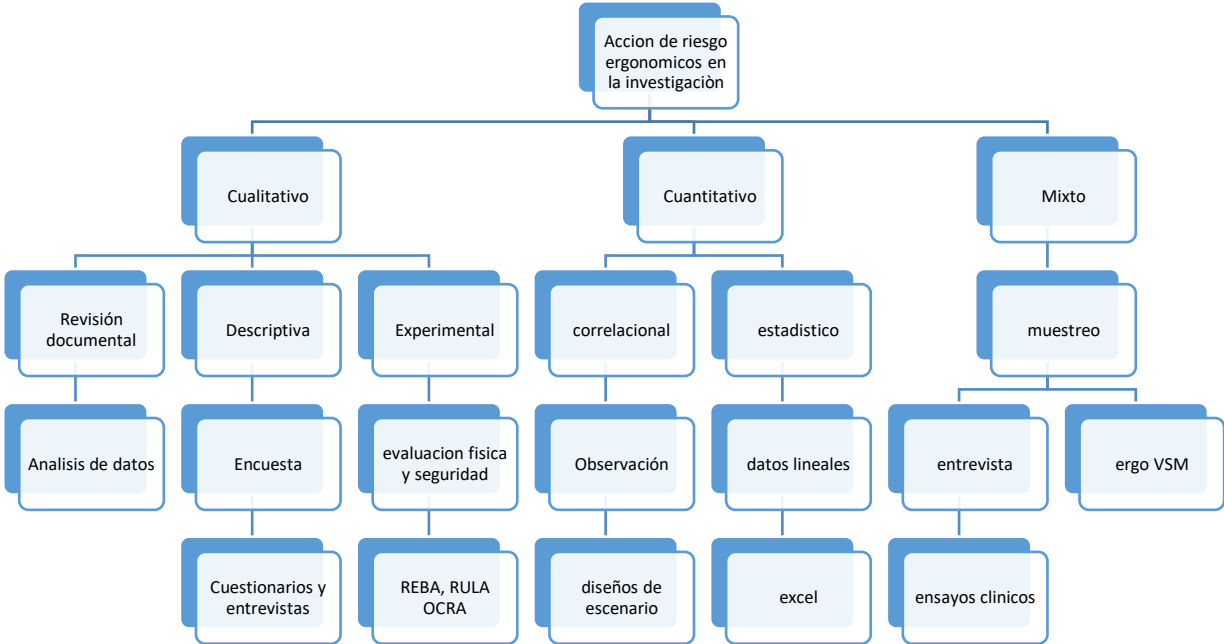 Accion de riesgo
ergonomicos en
la investigaciòn
Cualitativo
Cuantitativo
Mixto
Revisión
documental
Descriptiva
Experimental
correlacional
estadistico
muestreo
Analisis de datos
Encuesta
evaluacion fisica
y seguridad
Observación
datos lineales
entrevista
ergo VSM
Cuestionarios y
entrevistas
REBA, RULA
OCRA
diseños de
escenario
excel
ensayos clinicos